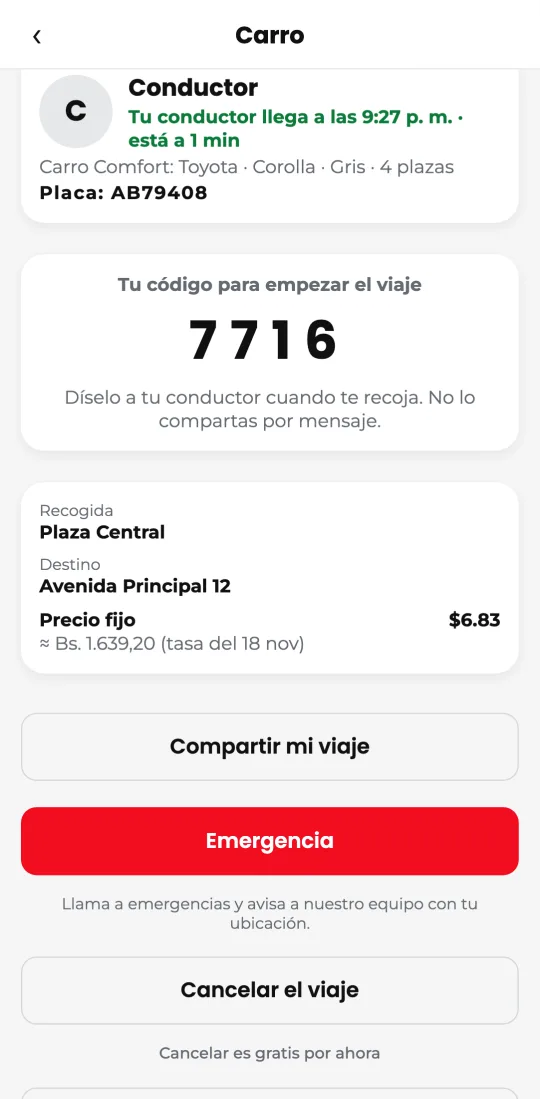 ‹ Carro
C
Conductor
Tu conductor llega a las 9:27 p. m. ·
está a 1 min
Carro Comfort: Toyota · Corolla · Gris · 4 plazas
Placa: AB79408
Tu código para empezar el viaje
7716
Díselo a tu conductor cuando te recoja. No lo
compartas por mensaje.
Recogida
Plaza Central
Destino
Avenida Principal 12
Precio fijo $6.83
≈ Bs. 1.639,20 (tasa del 18 nov)
Compartir mi viaje
Emergencia
Llama a emergencias y avisa a nuestro equipo con tu
ubicación.
Cancelar el viaje
Cancelar es gratis por ahora